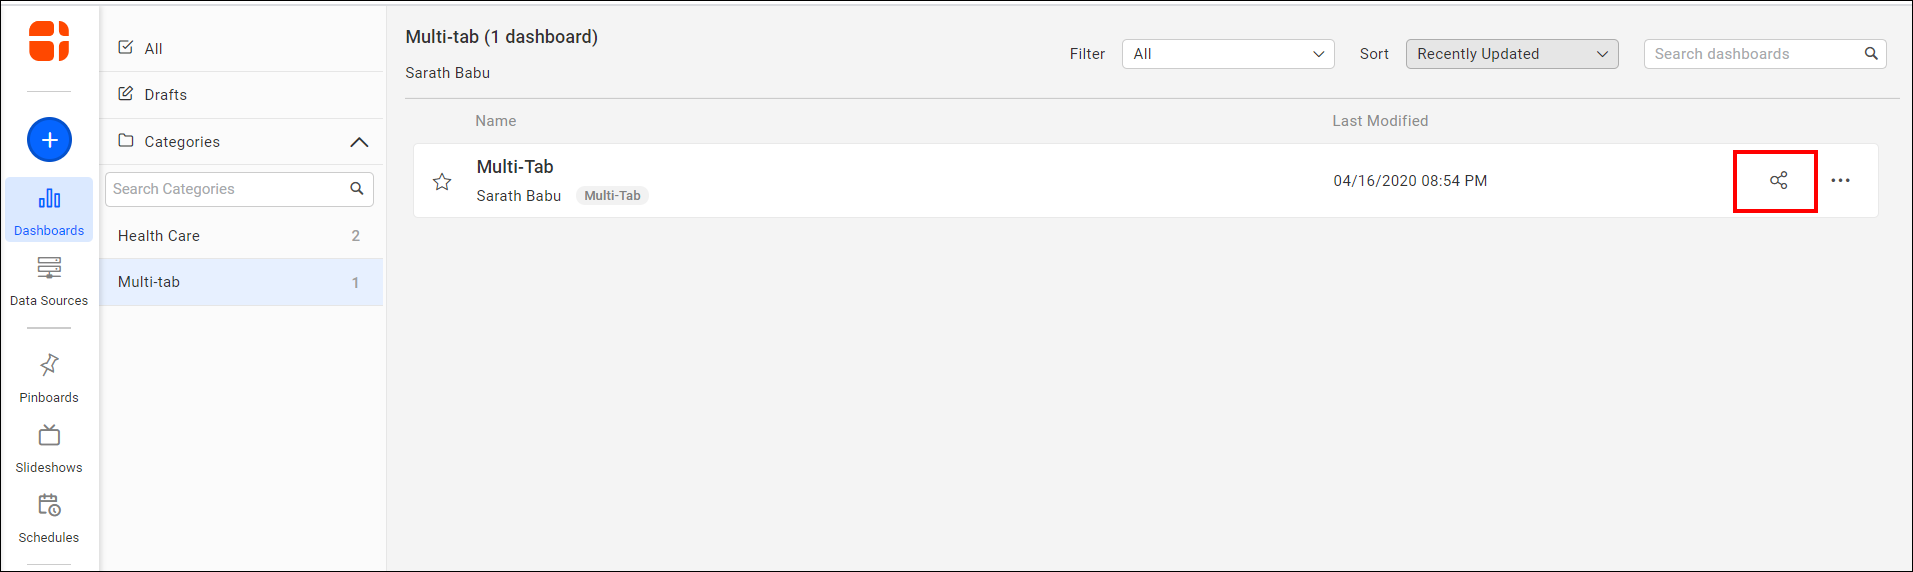 Dashboards
Data Sources
Pinboards
Slideshows
Schedules
All
Drafts
Categories
Search Categories
Health Care 2
Multi-tab 1
Multi-tab (1 dashboard)
Sarath Babu
Filter All Sort Recently Updated Search dashboards
Name Last Modified
Multi-Tab
Sarath Babu Multi-Tab
04/16/2020 08:54 PM